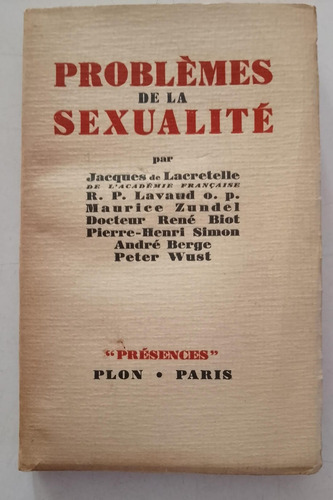 PROBLÈMES
DE LA
SEXUALITÉ
par
Jacques de Lacretelle
DE L'ACADÉMIE FRANÇAISE
R. P. Lavaud o. p.
Maurice Zundel
Docteur René Biot
Pierre-Henri Simon
André Berge
Peter Wust
"PRÉSENCES"
PLON • PARIS